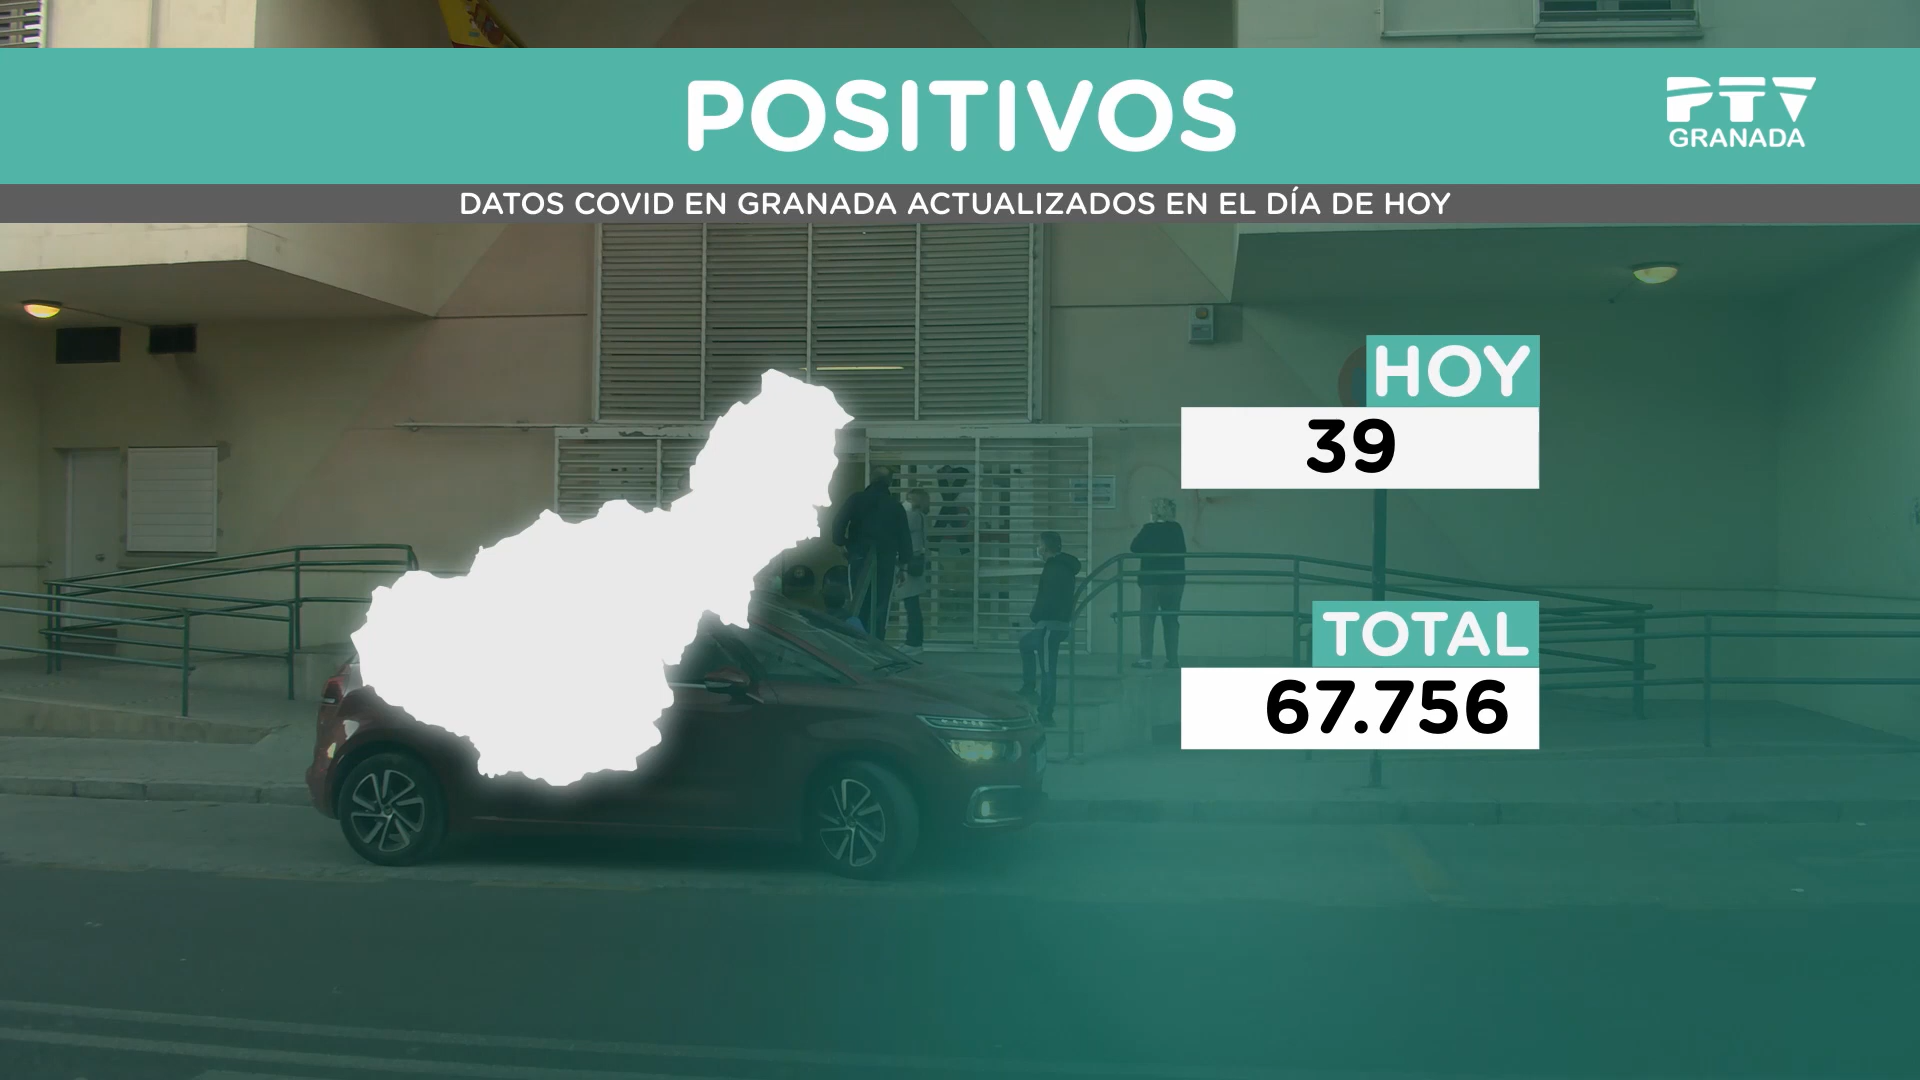 POSITIVOS
PTV
GRANADA
DATOS COVID EN GRANADA ACTUALIZADOS EN EL DÍA DE HOY
HOY
39
TOTAL
67.756